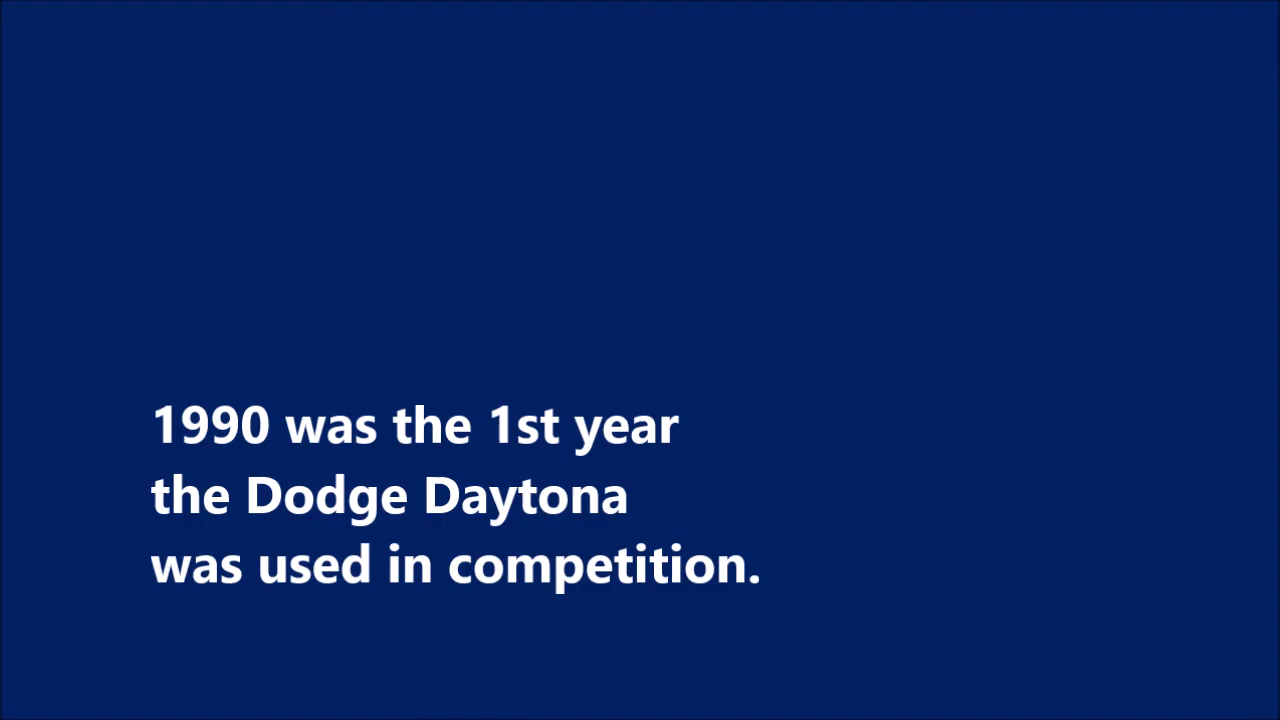 1990 was the 1st year
the Dodge Daytona
was used in competition.